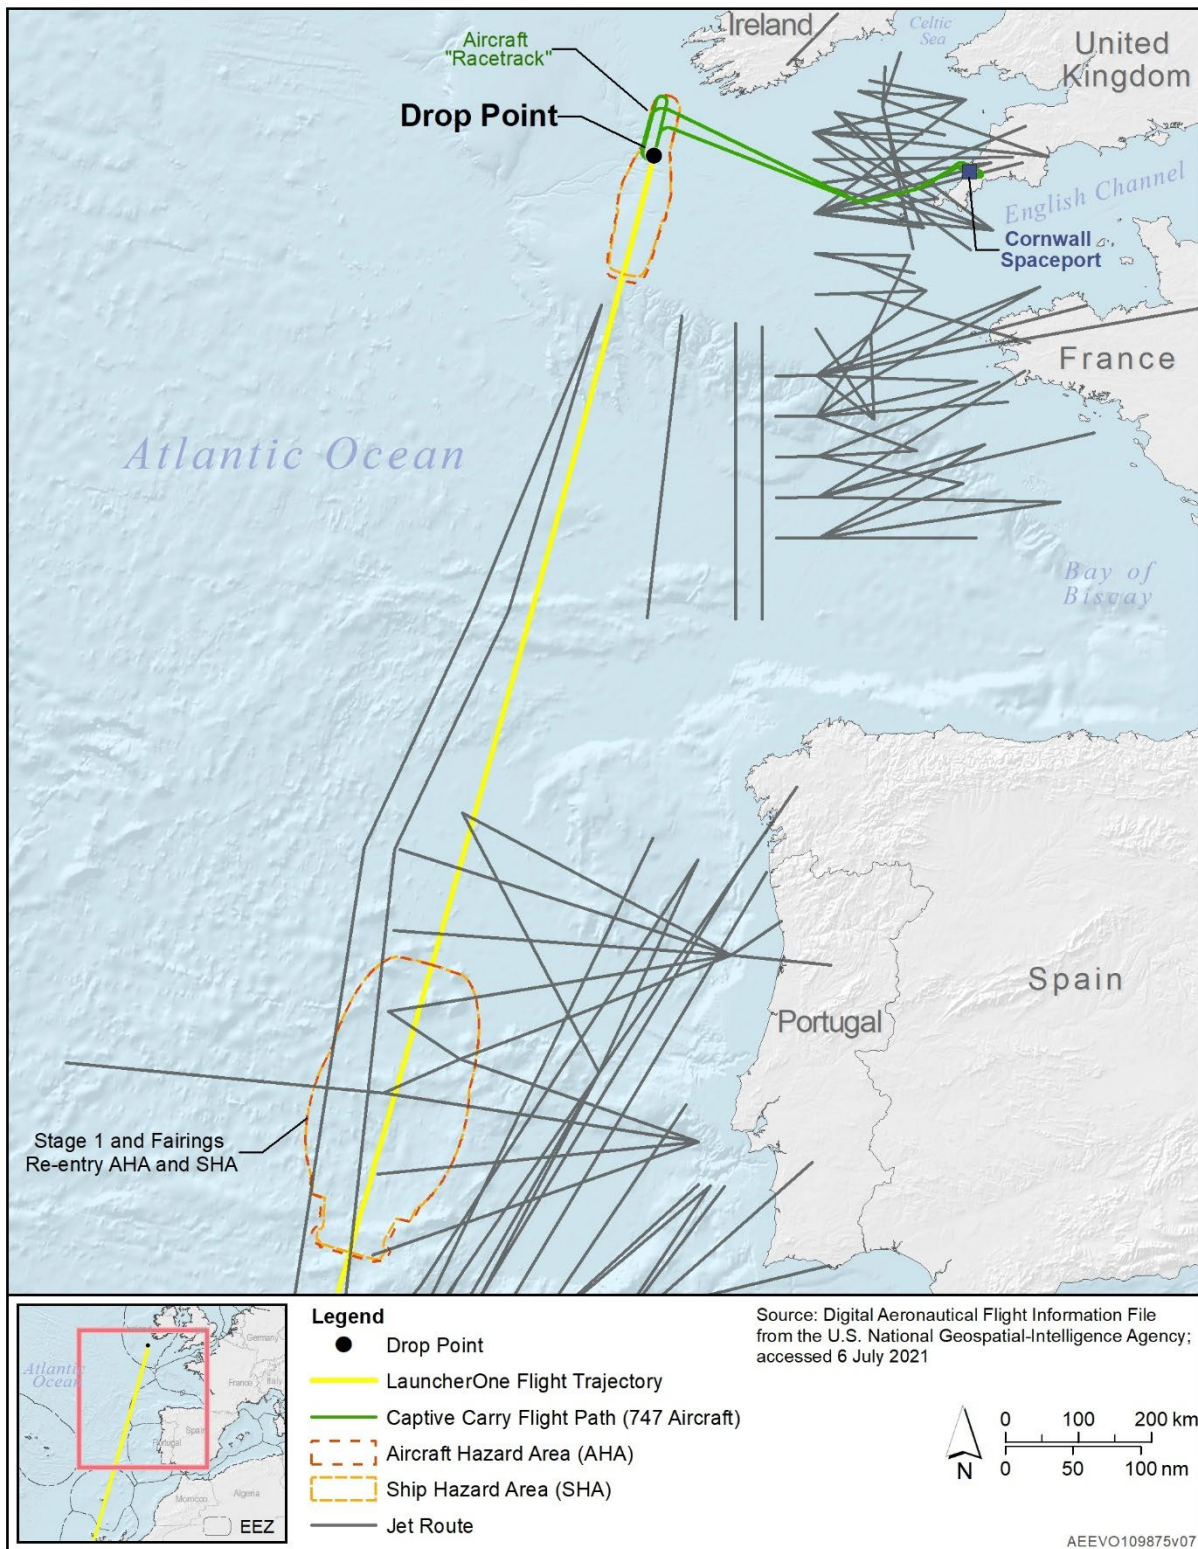 Ireland
Celtic
Sea
United
Kingdom
Aircraft
"Racetrack"
Drop Point
English Channel
Cornwall
Spaceport
France
Atlantic Ocean
Bay of
Biscay
Spain
Portugal
Stage 1 and Fairings
Re-entry AHA and SHA
Atlantic
Ocean
Germany
France
Italy
Spain
Portugal
Morocco
Algeria
EEZ
Legend
Drop Point
LauncherOne Flight Trajectory
Captive Carry Flight Path (747 Aircraft)
Aircraft Hazard Area (AHA)
Ship Hazard Area (SHA)
Jet Route
Source: Digital Aeronautical Flight Information File
from the U.S. National Geospatial-Intelligence Agency;
accessed 6 July 2021
N
0 100 200 km
0 50 100 nm
AEEVO109875v07